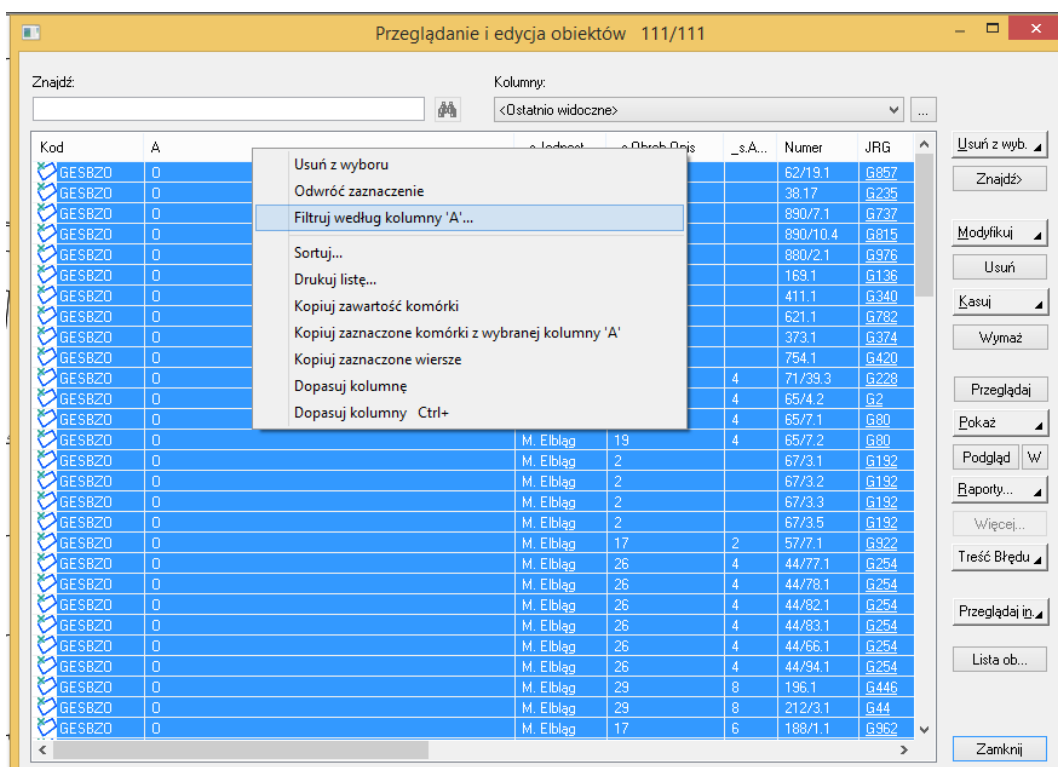 Przeglądanie i edycja obiektów 111/111
Znajdź:
Kolumny:
<Ostatnio widoczne>
...
Kod A _s.A... Numer JRG
Usuń z wyb.
Znajdź>
Modyfikuj
Usuń
Kasuj
Wymaż
Przeglądaj
Pokaż
Podgląd W
Raporty...
Więcej...
Treść Błędu
Przeglądaj in.
Lista ob...
Zamknij
Usuń z wyboru
Odwróć zaznaczenie
Filtruj według kolumny 'A'...
Sortuj...
Drukuj listę...
Kopiuj zawartość komórki
Kopiuj zaznaczone komórki z wybranej kolumny 'A'
Kopiuj zaznaczone wiersze
Dopasuj kolumnę
Dopasuj kolumny Ctrl+
GESBZO 0 62/19.1 G857
GESBZO 0 38.17 G235
GESBZO 0 890/7.1 G737
GESBZO 0 890/10.4 G815
GESBZO 0 880/2.1 G976
GESBZO 0 169.1 G136
GESBZO 0 411.1 G340
GESBZO 0 621.1 G782
GESBZO 0 373.1 G374
GESBZO 0 754.1 G420
GESBZO 0 4 71/39.3 G228
GESBZO 0 4 65/4.2 G2
GESBZO 0 4 65/7.1 G80
GESBZO 0 M. Elbląg 19 4 65/7.2 G80
GESBZO 0 M. Elbląg 2 67/3.1 G192
GESBZO 0 M. Elbląg 2 67/3.2 G192
GESBZO 0 M. Elbląg 2 67/3.3 G192
GESBZO 0 M. Elbląg 2 67/3.5 G192
GESBZO 0 M. Elbląg 17 2 57/7.1 G922
GESBZO 0 M. Elbląg 26 4 44/77.1 G254
GESBZO 0 M. Elbląg 26 4 44/78.1 G254
GESBZO 0 M. Elbląg 26 4 44/82.1 G254
GESBZO 0 M. Elbląg 26 4 44/83.1 G254
GESBZO 0 M. Elbląg 26 4 44/66.1 G254
GESBZO 0 M. Elbląg 26 4 44/94.1 G254
GESBZO 0 M. Elbląg 29 8 196.1 G446
GESBZO 0 M. Elbląg 29 8 212/3.1 G44
GESBZO 0 M. Elbląg 17 6 188/1.1 G962